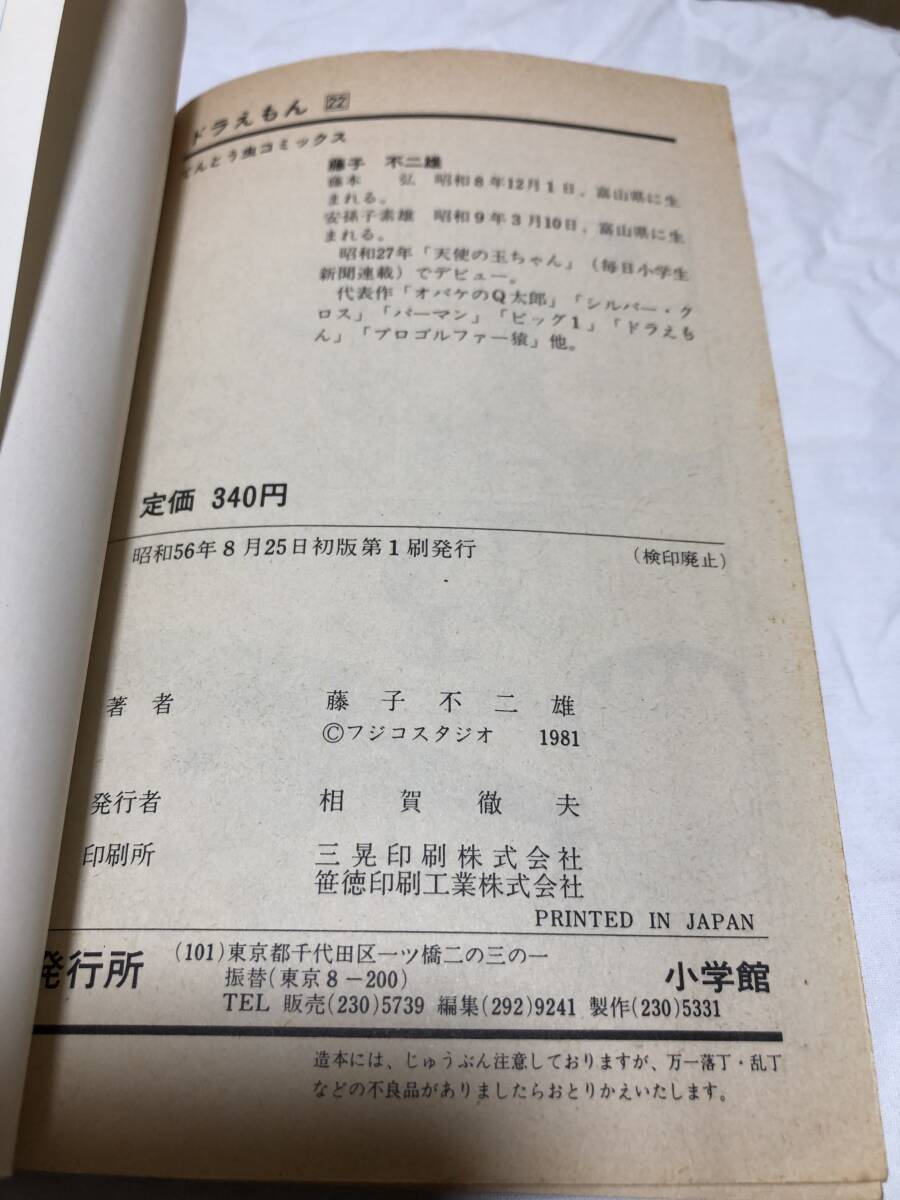 ドラえもん 22
てんとう虫コミックス
藤子 不二雄
藤本 弘 昭和8年12月1日、富山県に生
まれる。
安孫子素雄 昭和9年3月10日、富山県に生
まれる。
昭和27年「天使の玉ちゃん」(毎日小学生
新聞連載)でデビュー。
代表作「オバケのQ太郎」「シルバー・ク
ロス」「パーマン」「ビッグ1」「ドラえも
ん」「プロゴルファー猿」他。
定価 340円
昭和56年8月25日初版第1刷発行 (検印廃止)
著者 藤子不二雄
©フジコスタジオ 1981
発行者 相賀徹夫
印刷所 三晃印刷株式会社
笹徳印刷工業株式会社
PRINTED IN JAPAN
発行所 (101)東京都千代田区一ツ橋二の三の一
振替(東京8-200) 小学館
TEL 販売(230)5739 編集(292)9241 製作(230)5331
造本には、じゅうぶん注意しておりますが、万一落丁・乱丁
などの不良品がありましたらおとりかえいたします。